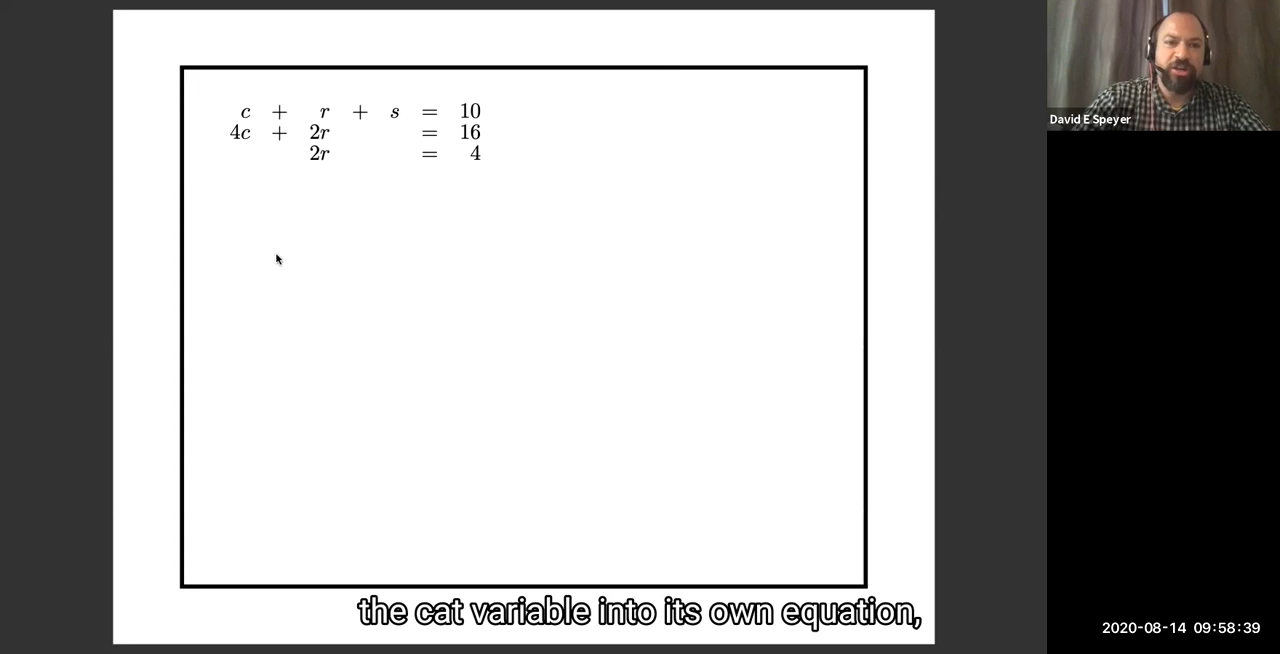 c + r + s = 10
4c + 2r = 16
2r = 4
David E Speyer
the cat variable into its own equation,
2020-08-14 09:58:39